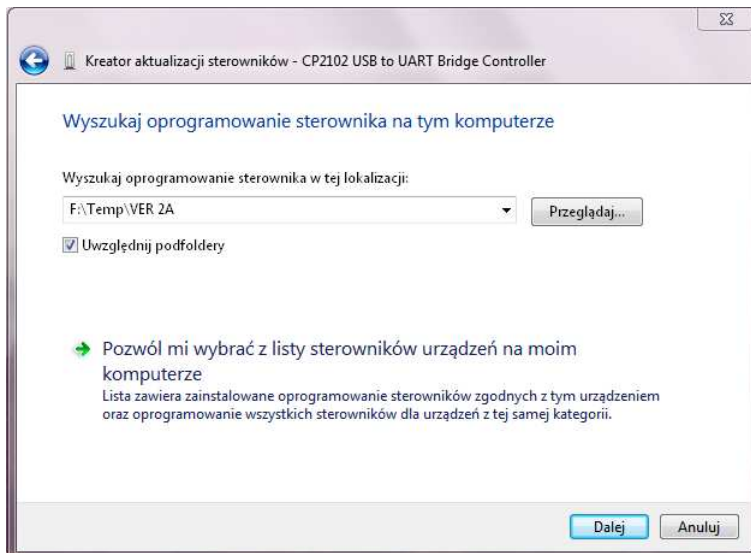 Kreator aktualizacji sterowników - CP2102 USB to UART Bridge Controller
Wyszukaj oprogramowanie sterownika na tym komputerze
Wyszukaj oprogramowanie sterownika w tej lokalizacji:
F:\Temp\VER 2A
Przeglądaj...
Uwzględnij podfoldery
Pozwól mi wybrać z listy sterowników urządzeń na moim
komputerze
Lista zawiera zainstalowane oprogramowanie sterowników zgodnych z tym urządzeniem
oraz oprogramowanie wszystkich sterowników dla urządzeń z tej samej kategorii.
Dalej
Anuluj